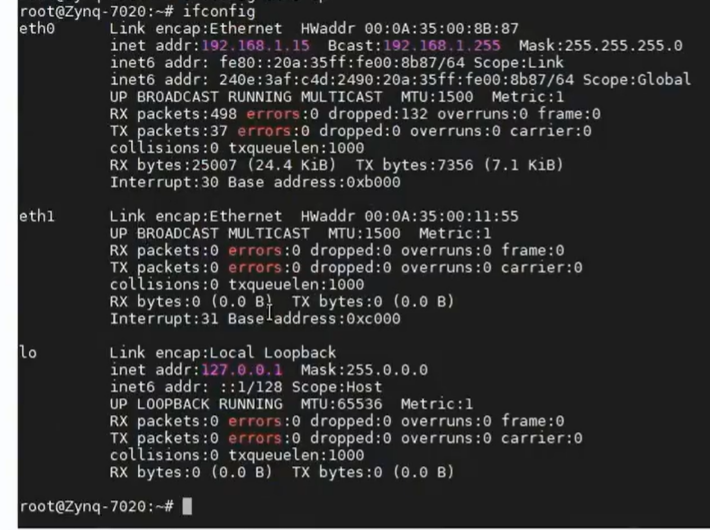 root@Zynq-7020:~# ifconfig
eth0 Link encap:Ethernet HWaddr 00:0A:35:00:8B:87
inet addr:192.168.1.15 Bcast:192.168.1.255 Mask:255.255.255.0
inet6 addr: fe80::20a:35ff:fe00:8b87/64 Scope:Link
inet6 addr: 240e:3af:c4d:2490:20a:35ff:fe00:8b87/64 Scope:Global
UP BROADCAST RUNNING MULTICAST MTU:1500 Metric:1
RX packets:498 errors:0 dropped:132 overruns:0 frame:0
TX packets:37 errors:0 dropped:0 overruns:0 carrier:0
collisions:0 txqueuelen:1000
RX bytes:25007 (24.4 KiB) TX bytes:7356 (7.1 KiB)
Interrupt:30 Base address:0xb000
eth1 Link encap:Ethernet HWaddr 00:0A:35:00:11:55
UP BROADCAST MULTICAST MTU:1500 Metric:1
RX packets:0 errors:0 dropped:0 overruns:0 frame:0
TX packets:0 errors:0 dropped:0 overruns:0 carrier:0
collisions:0 txqueuelen:1000
RX bytes:0 (0.0 B) TX bytes:0 (0.0 B)
Interrupt:31 Base address:0xc000
lo Link encap:Local Loopback
inet addr:127.0.0.1 Mask:255.0.0.0
inet6 addr: ::1/128 Scope:Host
UP LOOPBACK RUNNING MTU:65536 Metric:1
RX packets:0 errors:0 dropped:0 overruns:0 frame:0
TX packets:0 errors:0 dropped:0 overruns:0 carrier:0
collisions:0 txqueuelen:1000
RX bytes:0 (0.0 B) TX bytes:0 (0.0 B)
root@Zynq-7020:~#